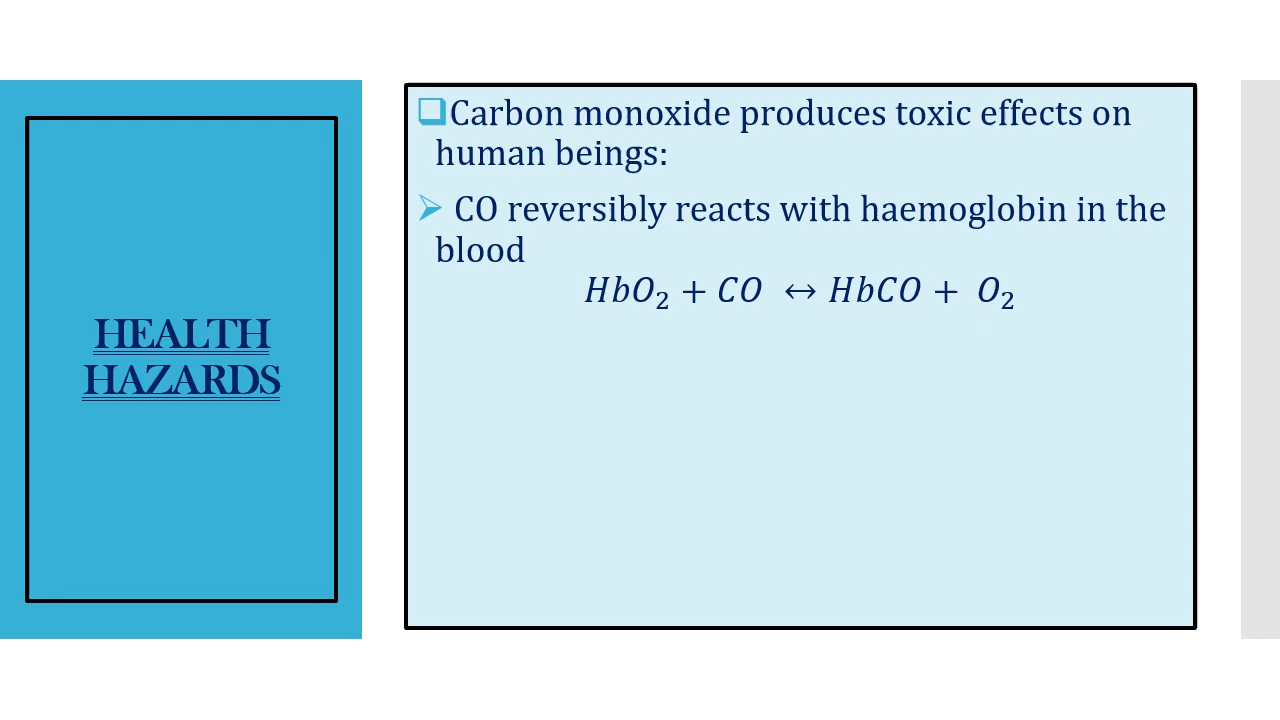 HEALTH
HAZARDS
❑Carbon monoxide produces toxic effects on
human beings:
➢ CO reversibly reacts with haemoglobin in the
blood
HbO₂ + CO ↔ HbCO + O₂